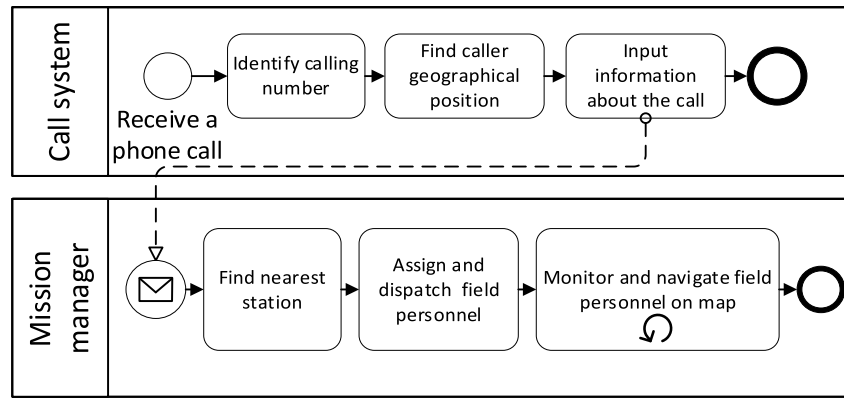 Call system
Receive a
phone call
Identify calling
number
Find caller
geographical
position
Input
information
about the call
Mission
manager
Find nearest
station
Assign and
dispatch field
personnel
Monitor and navigate field
personnel on map